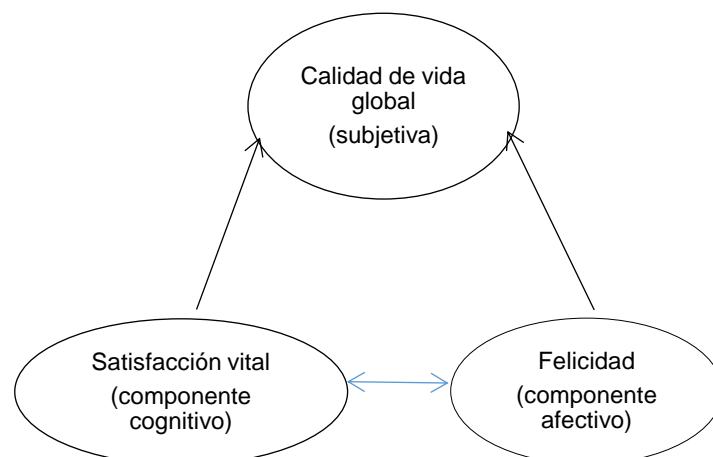 Calidad de vida
global
(subjetiva)
Satisfacción vital
(componente
cognitivo)
Felicidad
(componente
afectivo)